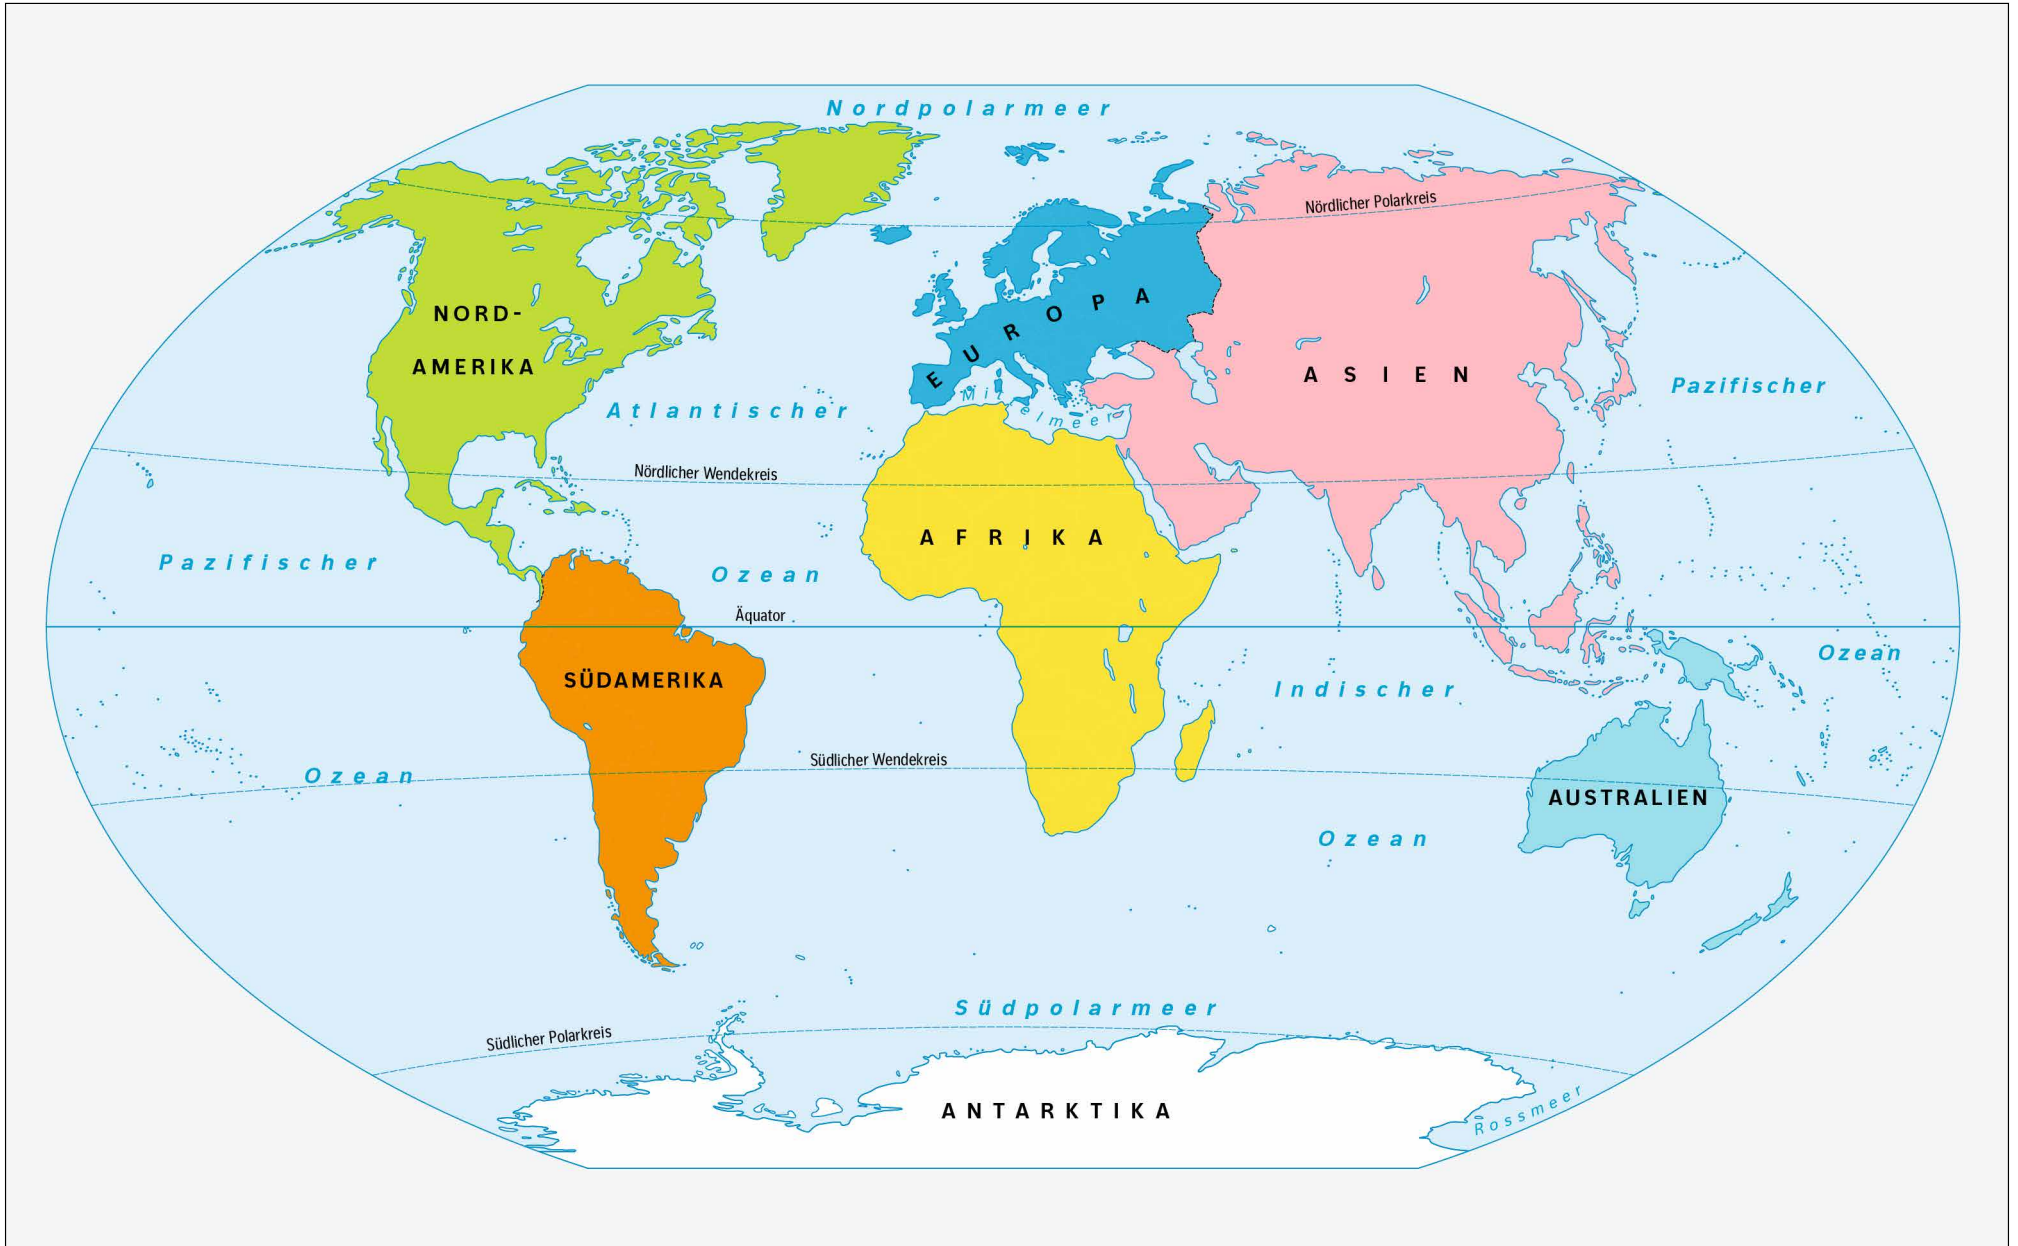 Nordpolarmeer
Nördlicher Polarkreis
NORD-
AMERIKA
EUROPA
ASIEN
Pazifischer
Atlantischer
Mittelmeer
Nördlicher Wendekreis
AFRIKA
Pazifischer
Ozean
Äquator
Ozean
SÜDAMERIKA
Indischer
Südlicher Wendekreis
Ozean
AUSTRALIEN
Ozean
Südpolarmeer
Südlicher Polarkreis
ANTARKTIKA
Rossmeer